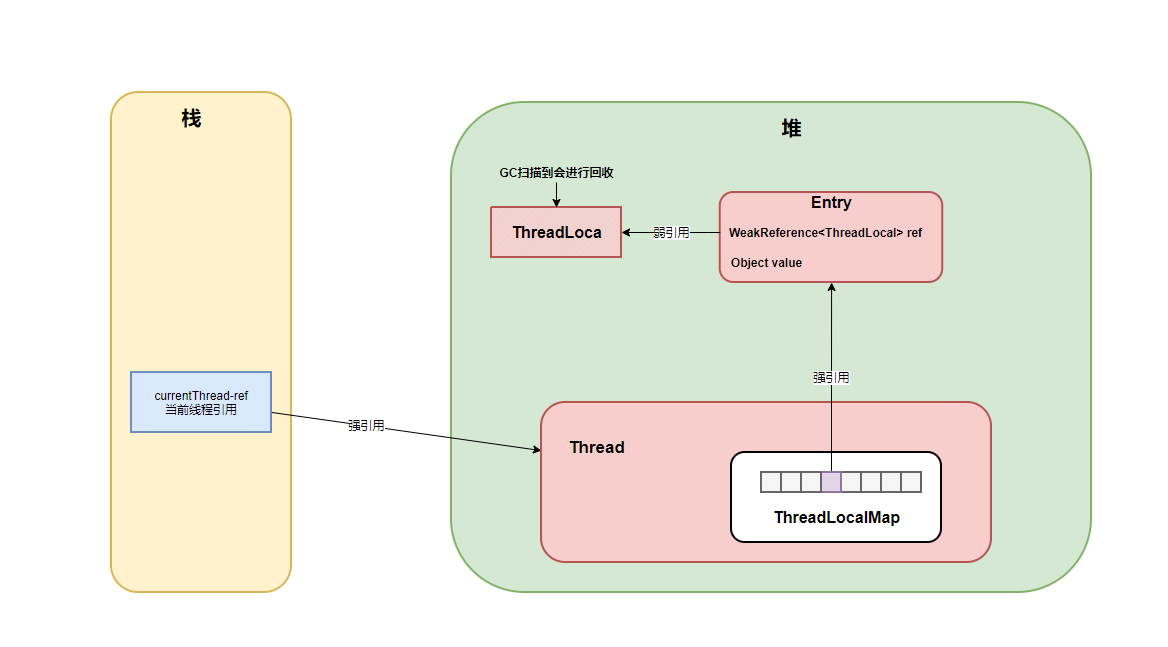 栈
堆
GC扫描到会进行回收
ThreadLoca
弱引用
Entry
WeakReference<ThreadLocal> ref
Object value
强引用
currentThread-ref
当前线程引用
强引用
Thread
ThreadLocalMap